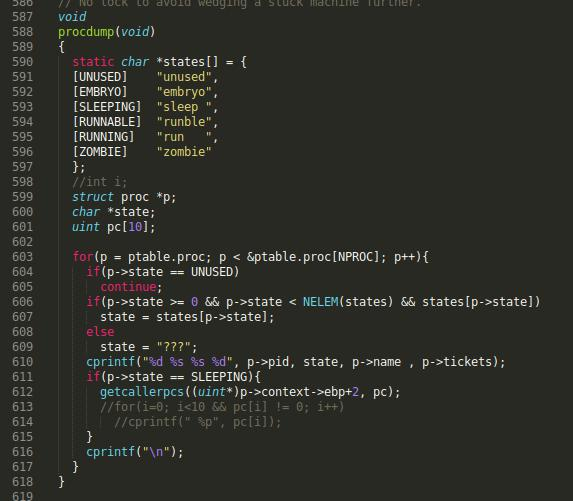 586 // No lock to avoid wedging a stuck machine further.
587 void
588 procdump(void)
589 {
590 static char *states[] = {
591 [UNUSED]    "unused",
592 [EMBRYO]    "embryo",
593 [SLEEPING]  "sleep ",
594 [RUNNABLE]  "runble",
595 [RUNNING]   "run   ",
596 [ZOMBIE]    "zombie"
597 };
598 //int i;
599 struct proc *p;
600 char *state;
601 uint pc[10];
602
603 for(p = ptable.proc; p < &ptable.proc[NPROC]; p++){
604 if(p->state == UNUSED)
605 continue;
606 if(p->state >= 0 && p->state < NELEM(states) && states[p->state])
607 state = states[p->state];
608 else
609 state = "???";
610 cprintf("%d %s %s %d", p->pid, state, p->name , p->tickets);
611 if(p->state == SLEEPING){
612 getcallerpcs((uint*)p->context->ebp+2, pc);
613 //for(i=0; i<10 && pc[i] != 0; i++)
614 //cprintf(" %p", pc[i]);
615 }
616 cprintf("\n");
617 }
618 }
619